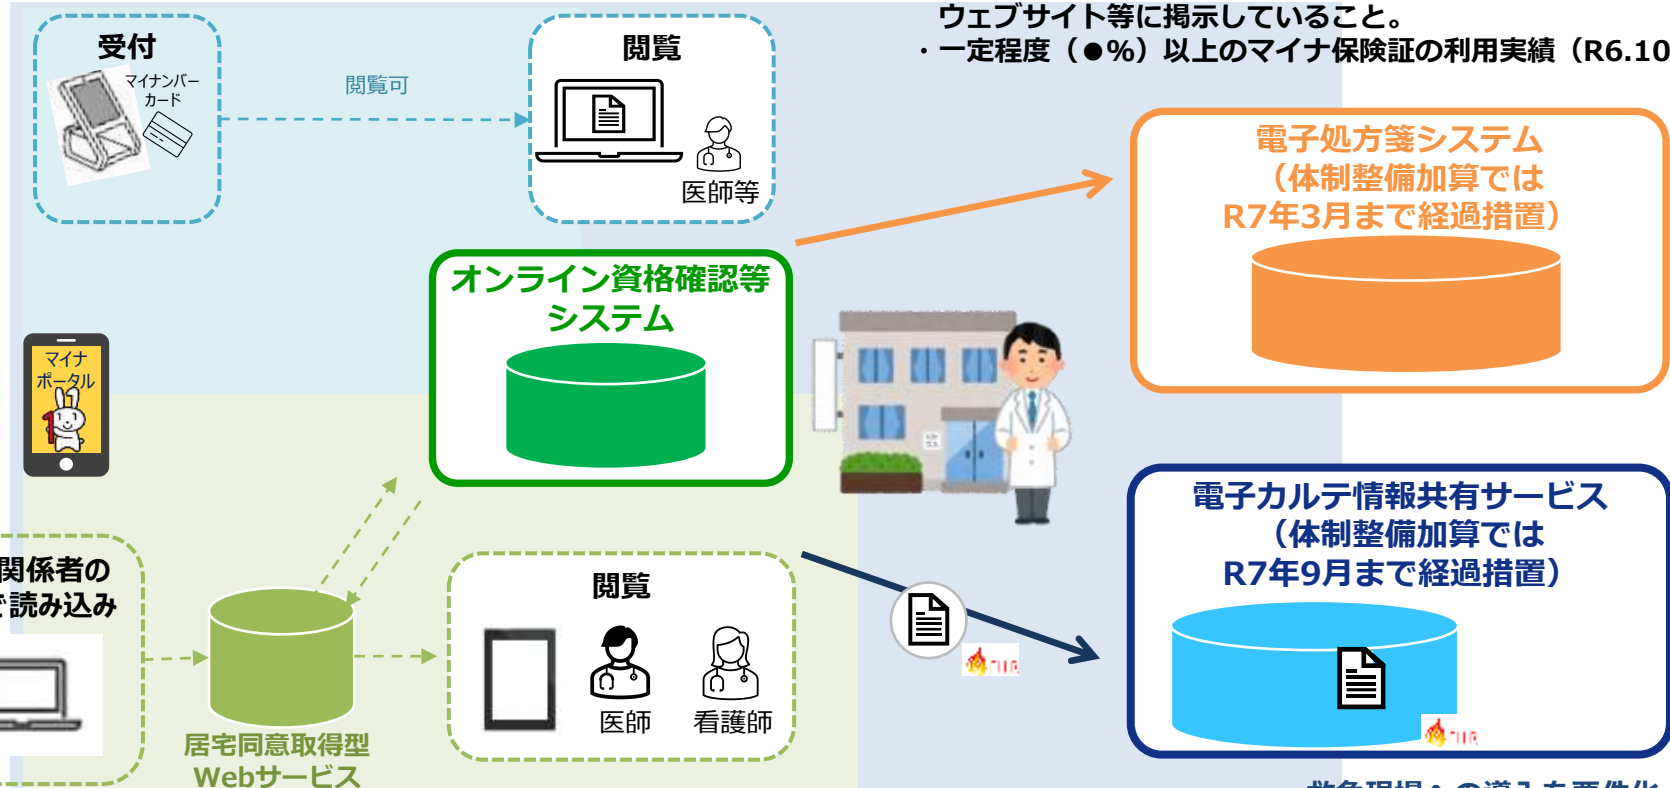 ウェブサイト等に掲示していること。
・一定程度（●％）以上のマイナ保険証の利用実績（R6.10
受付
マイナンバー
カード
閲覧可
閲覧
医師等
電子処方箋システム
（体制整備加算では
R7年3月まで経過措置）
オンライン資格確認等
システム
マイナ
ポータル
電子カルテ情報共有サービス
（体制整備加算では
R7年9月まで経過措置）
関係者の
で読み込み
閲覧
医師
看護師
居宅同意取得型
Webサービス